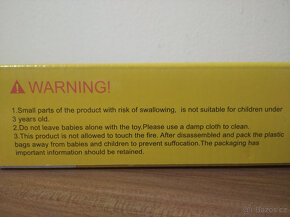 WARNING!
1.Small parts of the product with risk of swallowing, is not suitable for children under
3 years old.
2.Do not leave babies alone with the toy.Please use a damp cloth to clean.
3.This product is not allowed to touch the fire. After disassembled and pack the plastic
bags away from babies and children to prevent suffocation.The packaging has
important information should be retained.